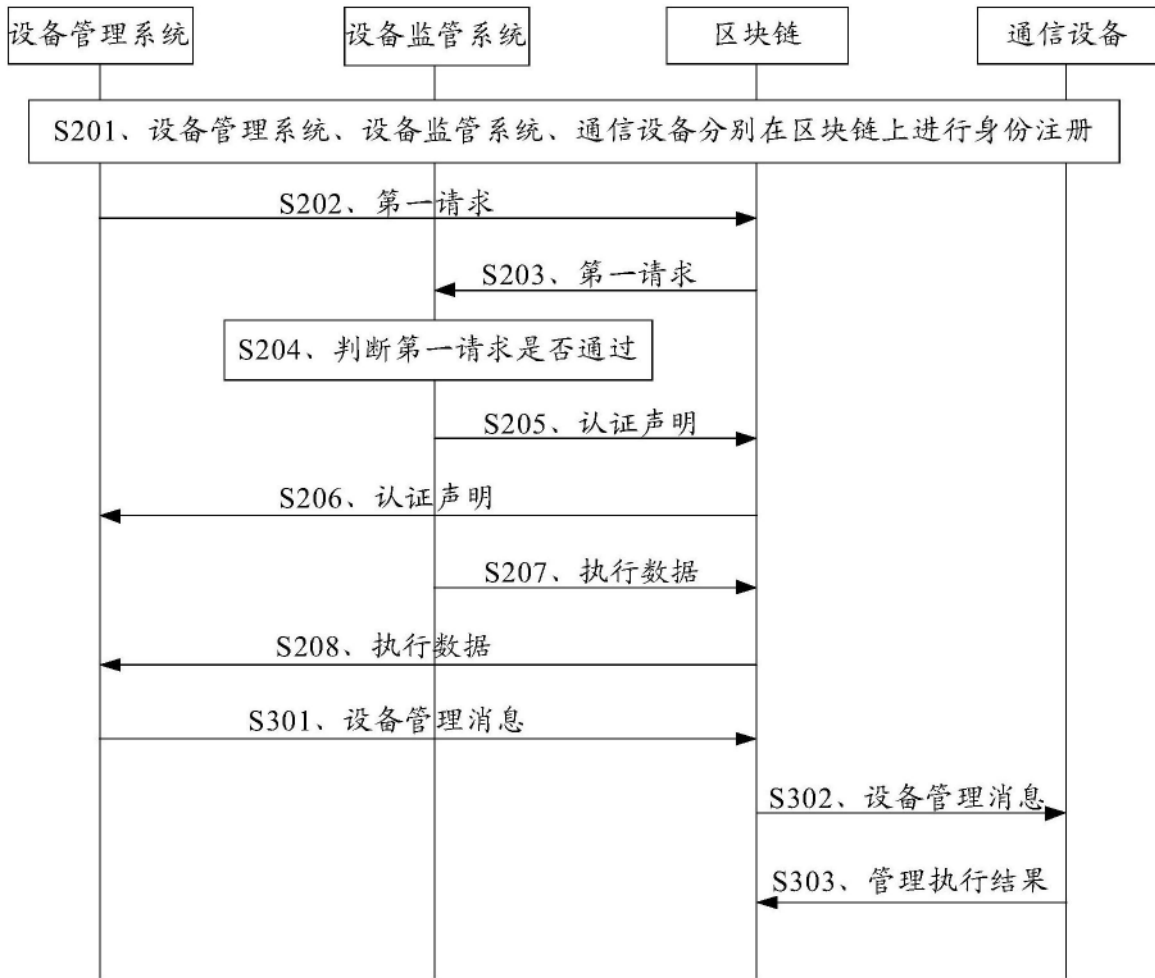 设备管理系统
设备监管系统
区块链
通信设备
S201、设备管理系统、设备监管系统、通信设备分别在区块链上进行身份注册
S202、第一请求
S203、第一请求
S204、判断第一请求是否通过
S205、认证声明
S206、认证声明
S207、执行数据
S208、执行数据
S301、设备管理消息
S302、设备管理消息
S303、管理执行结果